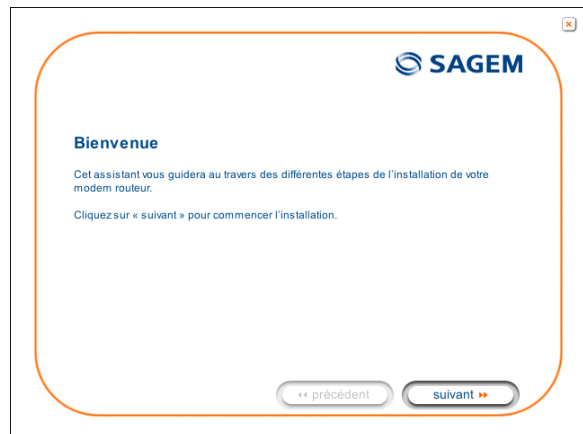 SAGEM
Bienvenue
Cet assistant vous guidera au travers des différentes étapes de l'installation de votre
modem routeur.
Cliquez sur « suivant » pour commencer l'installation.
précédent
suivant